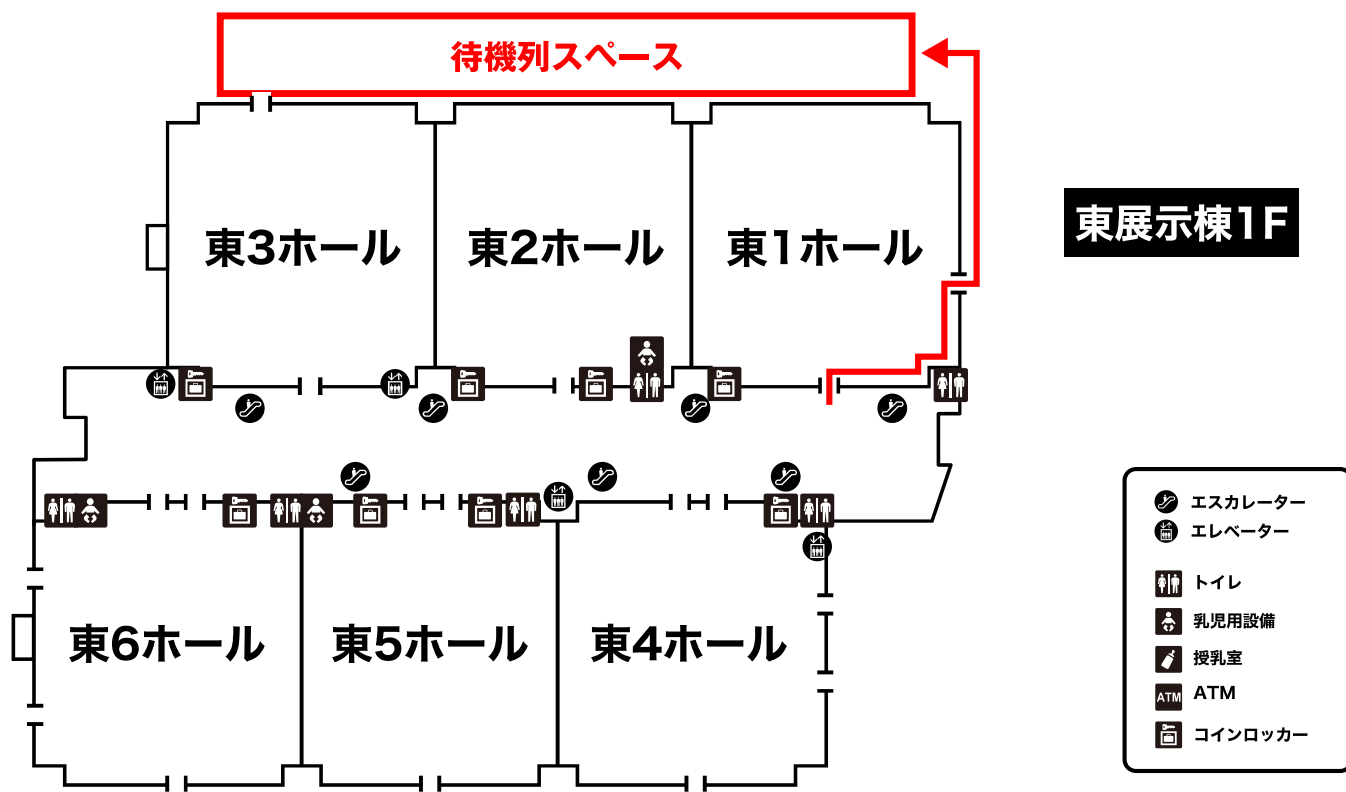 待機列スペース
東展示棟1F
東3ホール
東2ホール
東1ホール
東6ホール
東5ホール
東4ホール
エスカレーター
エレベーター
トイレ
乳児用設備
授乳室
ATM ATM
コインロッカー